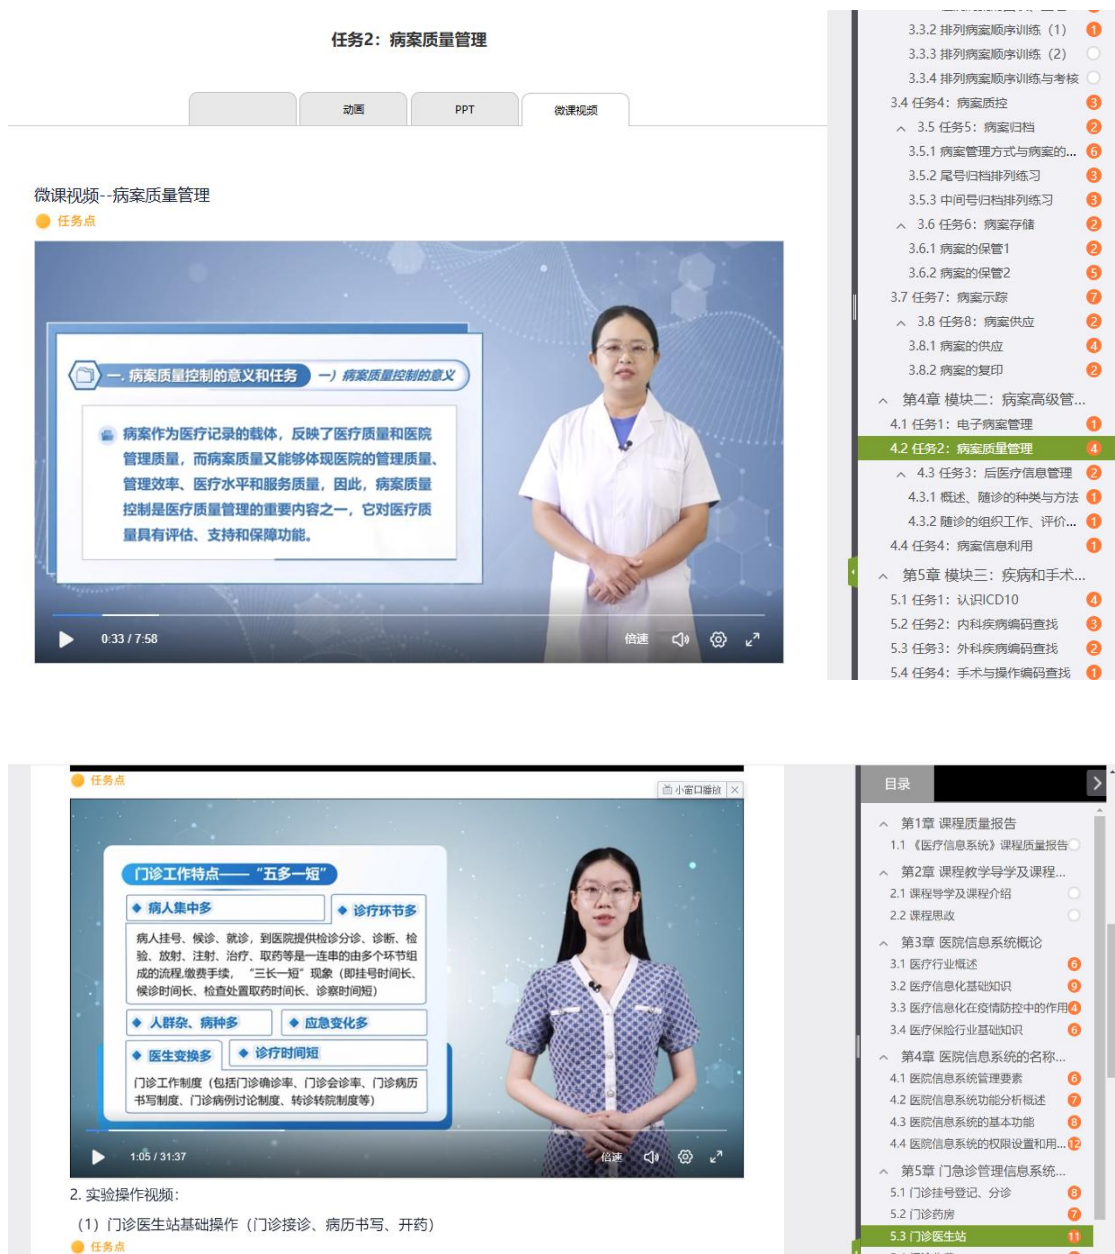 任务2：病案质量管理
动画
PPT
微课视频
微课视频--病案质量管理
任务点
一. 病案质量控制的意义和任务 一）病案质量控制的意义
病案作为医疗记录的载体，反映了医疗质量和医院
管理质量，而病案质量又能够体现医院的管理质量、
管理效率、医疗水平和服务质量，因此，病案质量
控制是医疗质量管理的重要内容之一，它对医疗质
量具有评估、支持和保障功能。
0:33 / 7:58
倍速
3.3.2 排列病案顺序训练（1） 1
3.3.3 排列病案顺序训练（2）
3.3.4 排列病案顺序训练与考核
3.4 任务4：病案质控 3
3.5 任务5：病案归档 2
3.5.1 病案管理方式与病案的... 6
3.5.2 尾号归档排列练习 3
3.5.3 中间号归档排列练习 3
3.6 任务6：病案存储 2
3.6.1 病案的保管1 2
3.6.2 病案的保管2 5
3.7 任务7：病案示踪 7
3.8 任务8：病案供应 2
3.8.1 病案的供应 4
3.8.2 病案的复印 2
第4章 模块二：病案高级管...
4.1 任务1：电子病案管理 1
4.2 任务2：病案质量管理 4
4.3 任务3：后医疗信息管理 2
4.3.1 概述、随诊的种类与方法 1
4.3.2 随诊的组织工作、评价... 1
4.4 任务4：病案信息利用 1
第5章 模块三：疾病和手术...
5.1 任务1：认识ICD10 4
5.2 任务2：内科疾病编码查找 3
5.3 任务3：外科疾病编码查找 2
5.4 任务4：手术与操作编码查找 1
任务点
小窗口播放
门诊工作特点——“五多一短”
病人集中多
诊疗环节多
病人挂号、候诊、就诊，到医院提供检诊分诊、诊断、检
验、放射、注射、治疗、取药等是一连串的由多个环节组
成的流程,缴费手续，“三长一短”现象（即挂号时间长、
候诊时间长、检查处置取药时间长、诊察时间短）
人群杂、病种多
应急变化多
医生变换多
诊疗时间短
门诊工作制度（包括门诊确诊率、门诊会诊率、门诊病历
书写制度、门诊病例讨论制度、转诊转院制度等）
1:05 / 31:37
倍速
2. 实验操作视频：
（1）门诊医生站基础操作（门诊接诊、病历书写、开药）
任务点
目录
第1章 课程质量报告
1.1 《医疗信息系统》课程质量报告
第2章 课程教学导学及课程...
2.1 课程导学及课程介绍
2.2 课程思政
第3章 医院信息系统概论
3.1 医疗行业概述 6
3.2 医疗信息化基础知识 9
3.3 医疗信息化在疫情防控中的作用 4
3.4 医疗保险行业基础知识 6
第4章 医院信息系统的名称...
4.1 医院信息系统管理要素 6
4.2 医院信息系统功能分析概述 7
4.3 医院信息系统的基本功能 8
4.4 医院信息系统的权限设置和用... 12
第5章 门急诊管理信息系统...
5.1 门诊挂号登记、分诊 8
5.2 门诊药房 7
5.3 门诊医生站 11